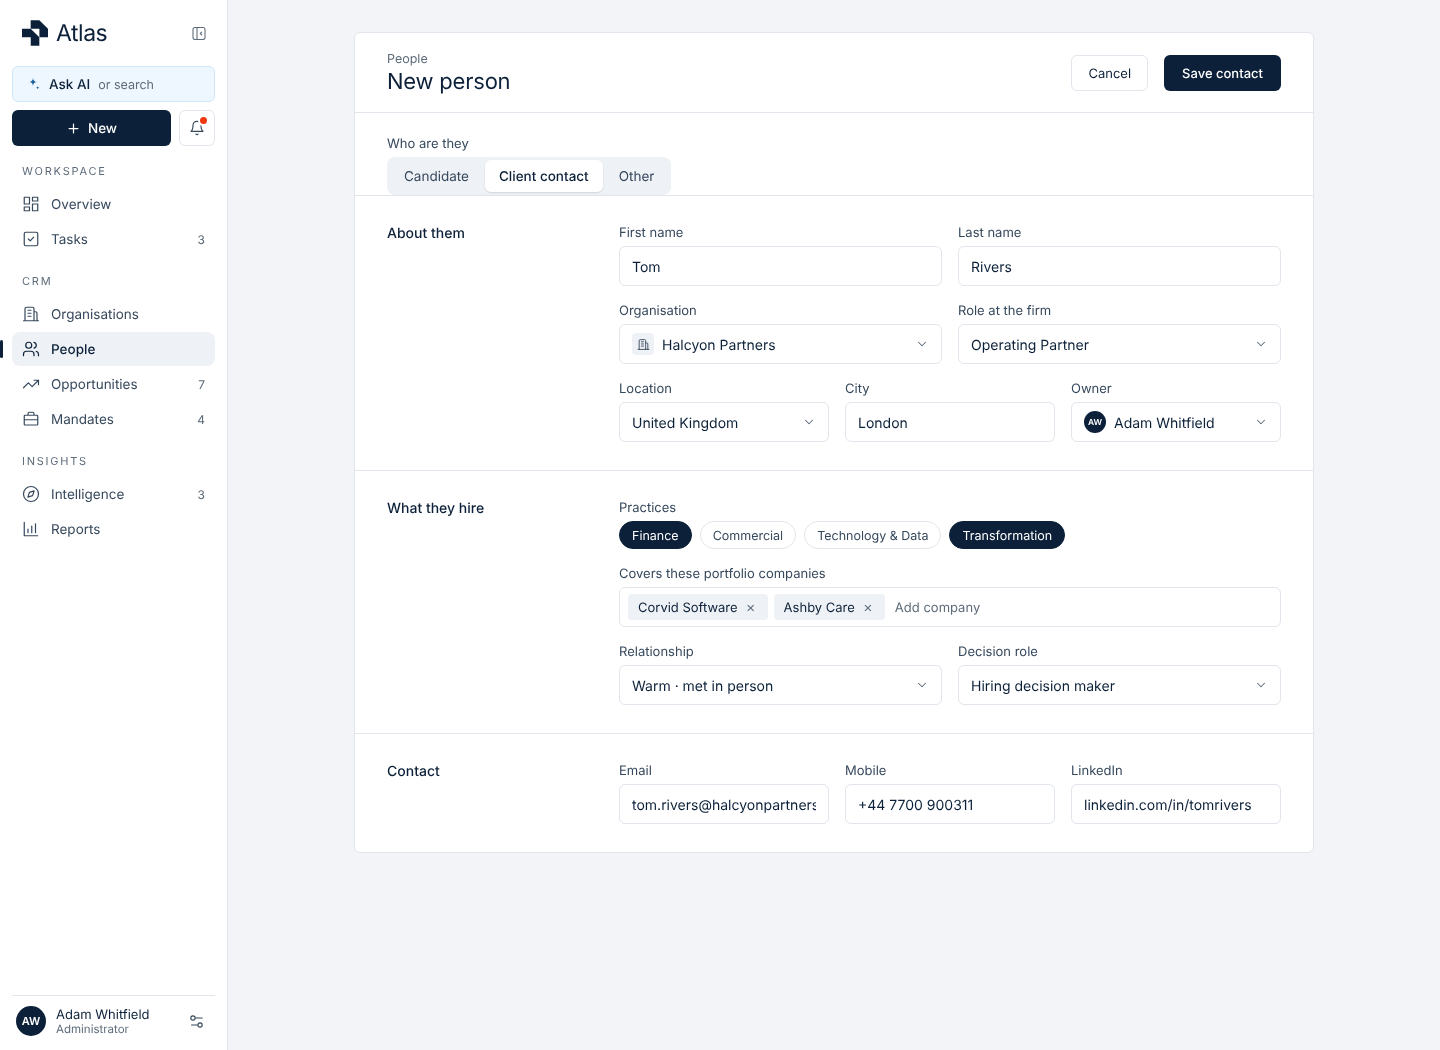 Atlas
Ask AI or search
New
WORKSPACE
Overview
Tasks 3
CRM
Organisations
People
Opportunities 7
Mandates 4
INSIGHTS
Intelligence 3
Reports
AW Adam Whitfield
Administrator
People
New person
Cancel Save contact
Who are they
Candidate Client contact Other
About them
First name Last name
Tom Rivers
Organisation Role at the firm
Halcyon Partners Operating Partner
Location City Owner
United Kingdom London AW Adam Whitfield
What they hire
Practices
Finance Commercial Technology & Data Transformation
Covers these portfolio companies
Corvid Software × Ashby Care × Add company
Relationship Decision role
Warm · met in person Hiring decision maker
Contact
Email Mobile LinkedIn
tom.rivers@halcyonpartners +44 7700 900311 linkedin.com/in/tomrivers